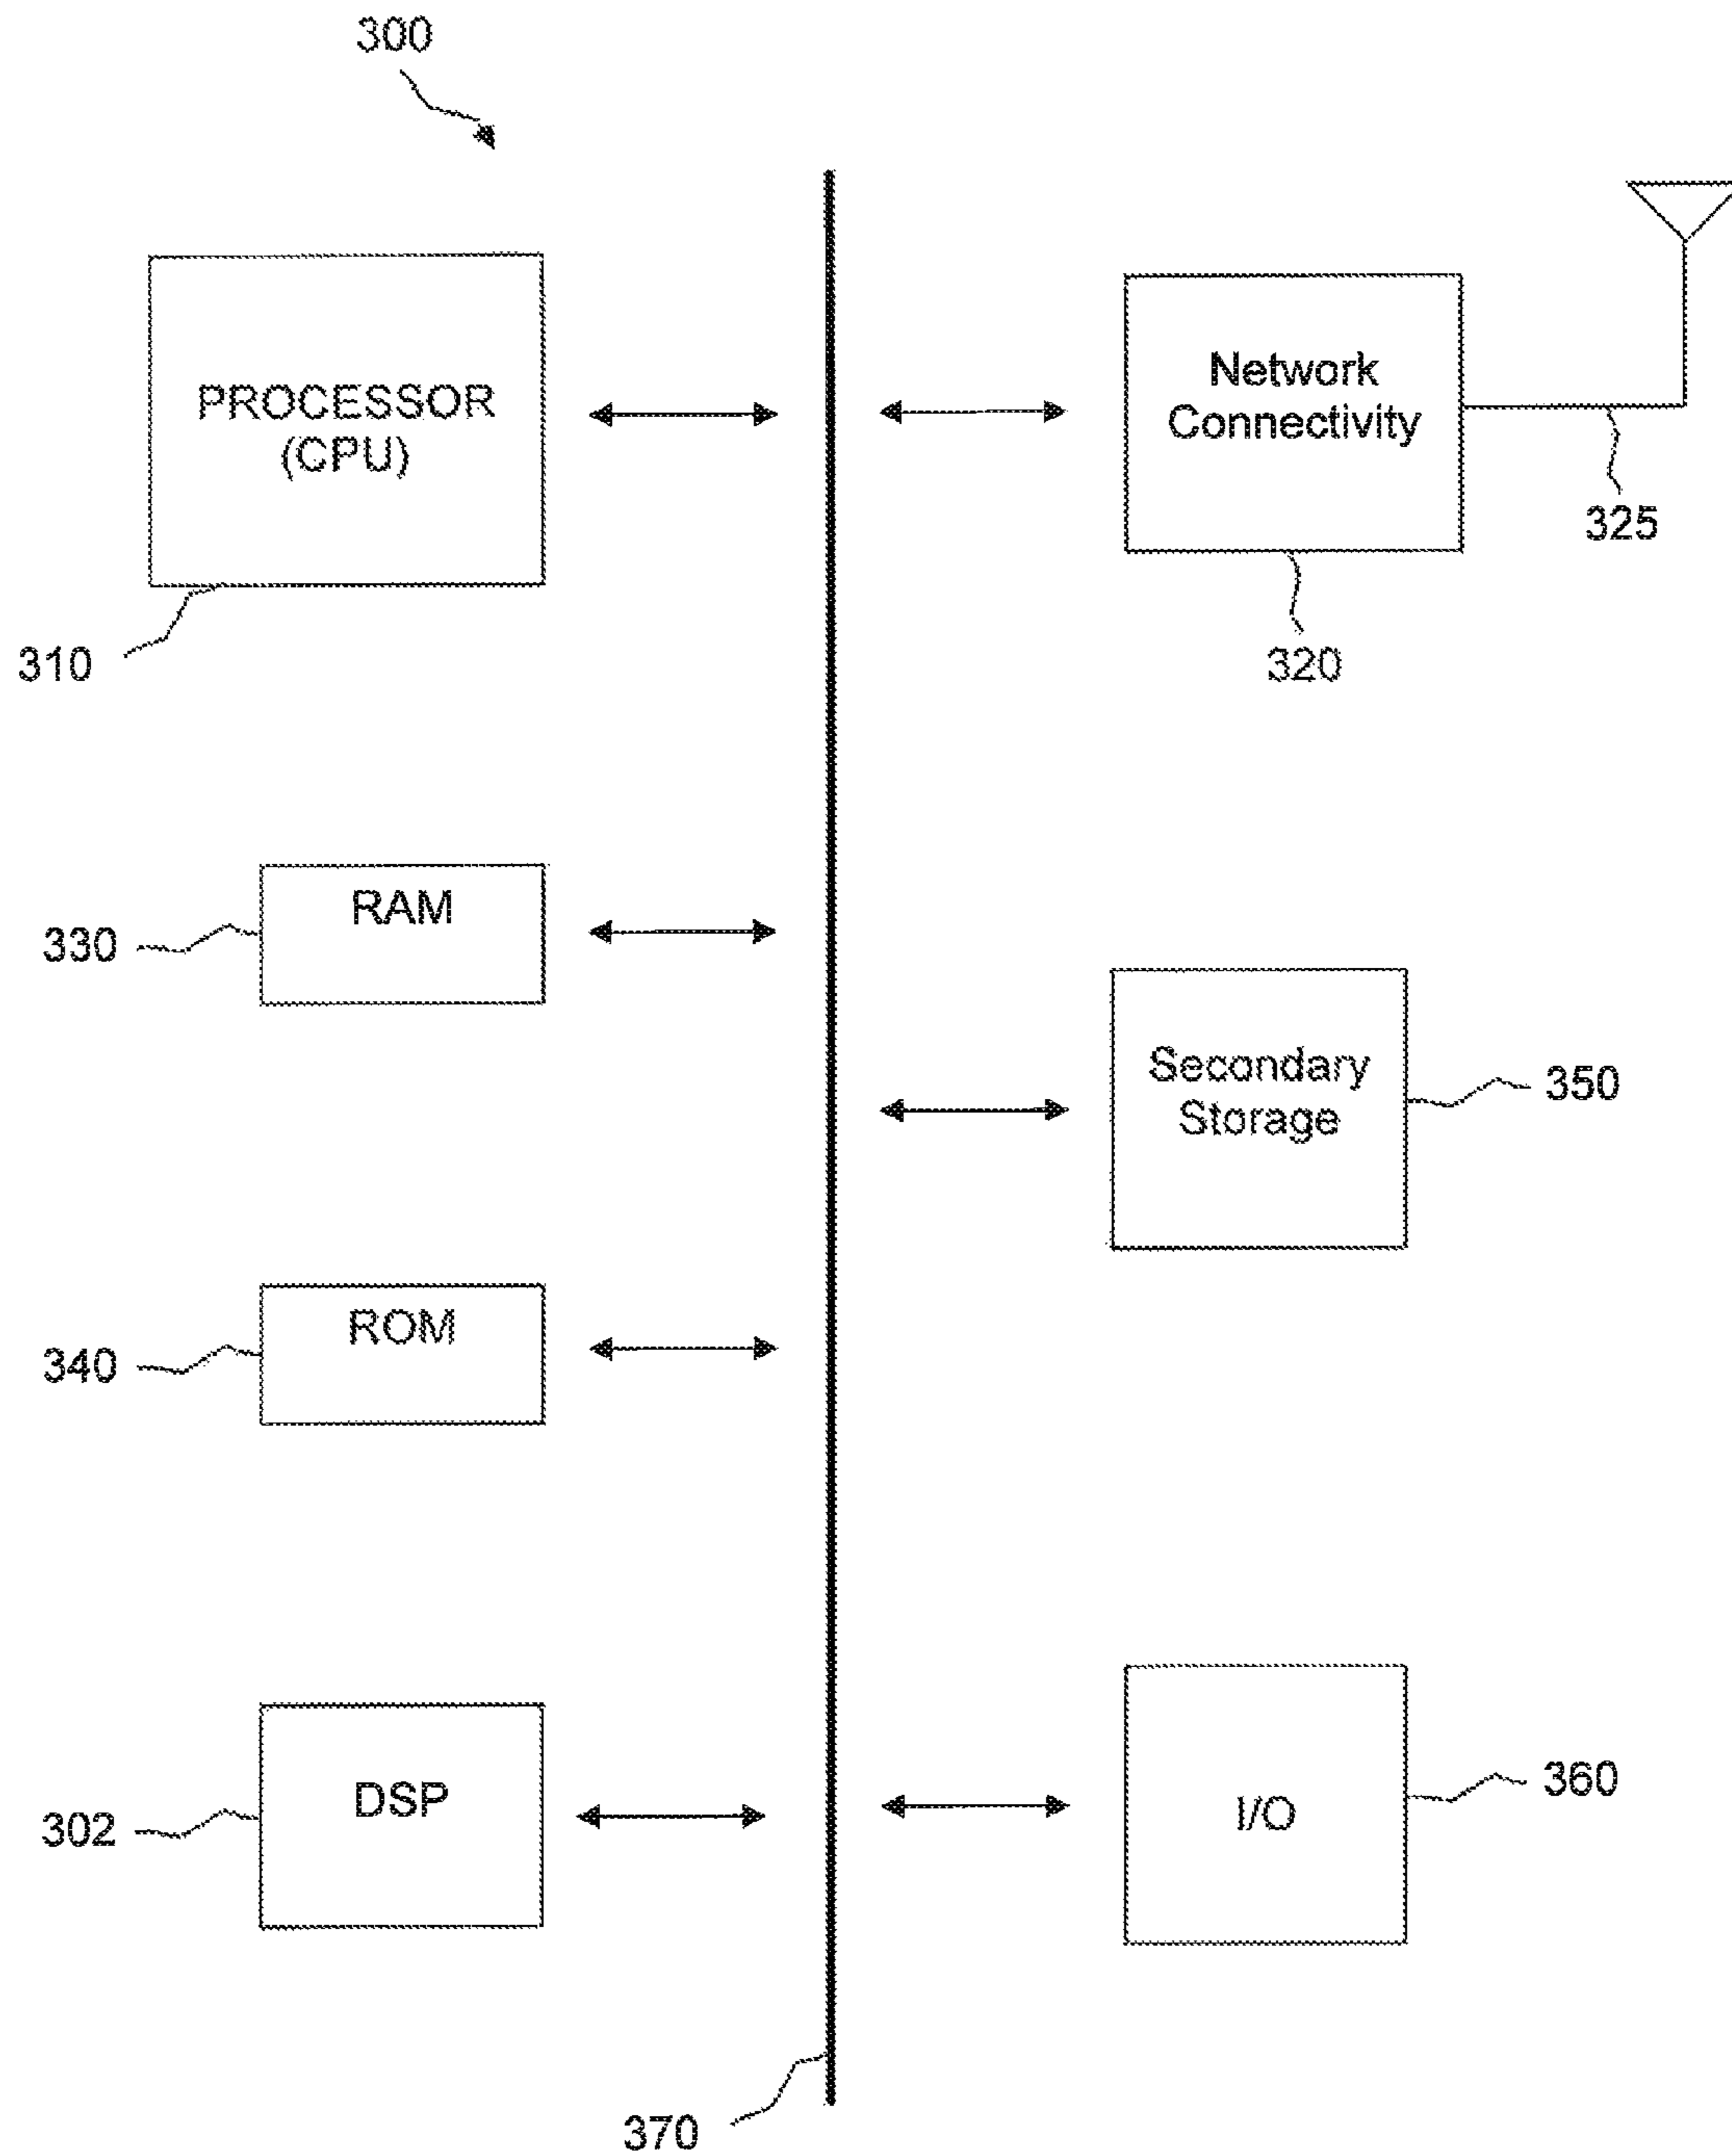 300
PROCESSOR
(CPU)
310
Network
Connectivity
325
320
RAM
330
Secondary
Storage
350
ROM
340
DSP
302
I/O
360
370